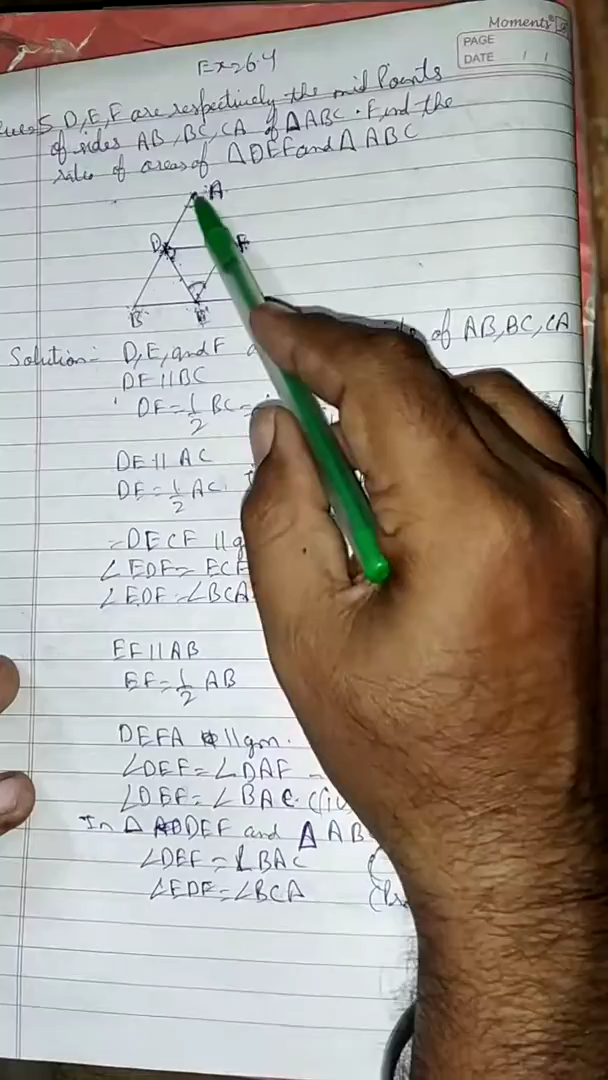 Moments
PAGE
DATE / /
Ex=6.4
Ques 5 D, E, F are respectively the mid Points
of sides AB, BC, CA of ΔABC. Find the
ratio of areas of ΔDEF and ΔABC
A
D F
B E
Solution:- D, E, and F of AB, BC, CA
DF || BC
DF = 1/2 BC =
DE || AC
DE = 1/2 AC
= DECF ||g
∠EDF = ECF
∠EDF = ∠BCA
EF || AB
EF = 1/2 AB
DEFA ||gm.
∠DEF = ∠DAF
∠DEF = ∠BAC
In Δ DEF and Δ AB
∠DEF = ∠BAC
∠EDF = ∠BCA